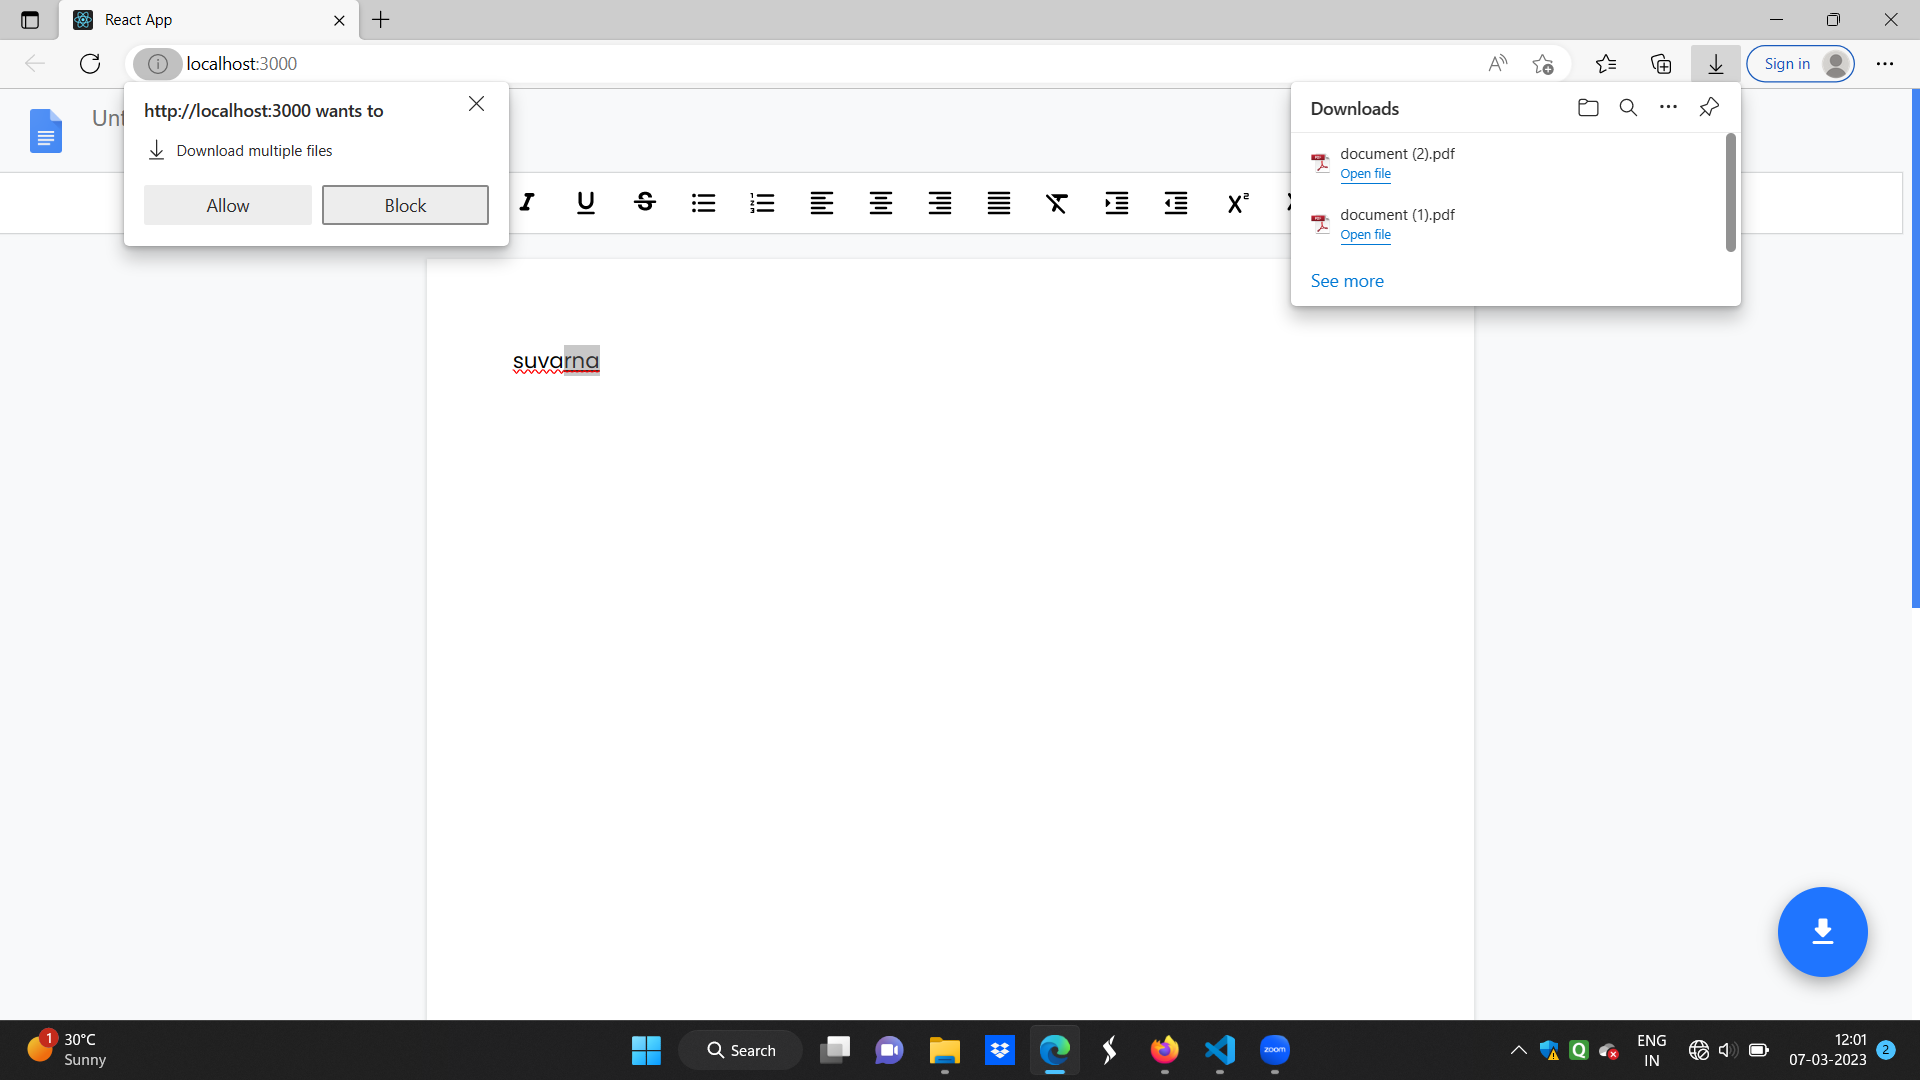 React App
localhost:3000
Sign in
http://localhost:3000 wants to
Download multiple files
Allow
Block
Unt
Downloads
document (2).pdf
Open file
document (1).pdf
Open file
See more
suvarna
1
30°C
Sunny
Search
zoom
ENG
IN
12:01
07-03-2023
2